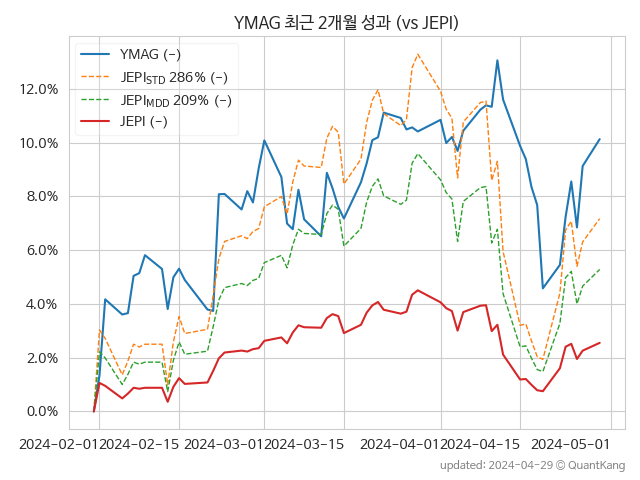 YMAG 최근 2개월 성과 (vs JEPI)
YMAG (-)
JEPI_STD 286% (-)
JEPI_MDD 209% (-)
JEPI (-)
12.0%
10.0%
8.0%
6.0%
4.0%
2.0%
0.0%
2024-02-01 2024-02-15 2024-03-01 2024-03-15 2024-04-01 2024-04-15 2024-05-01
updated: 2024-04-29 © QuantKang